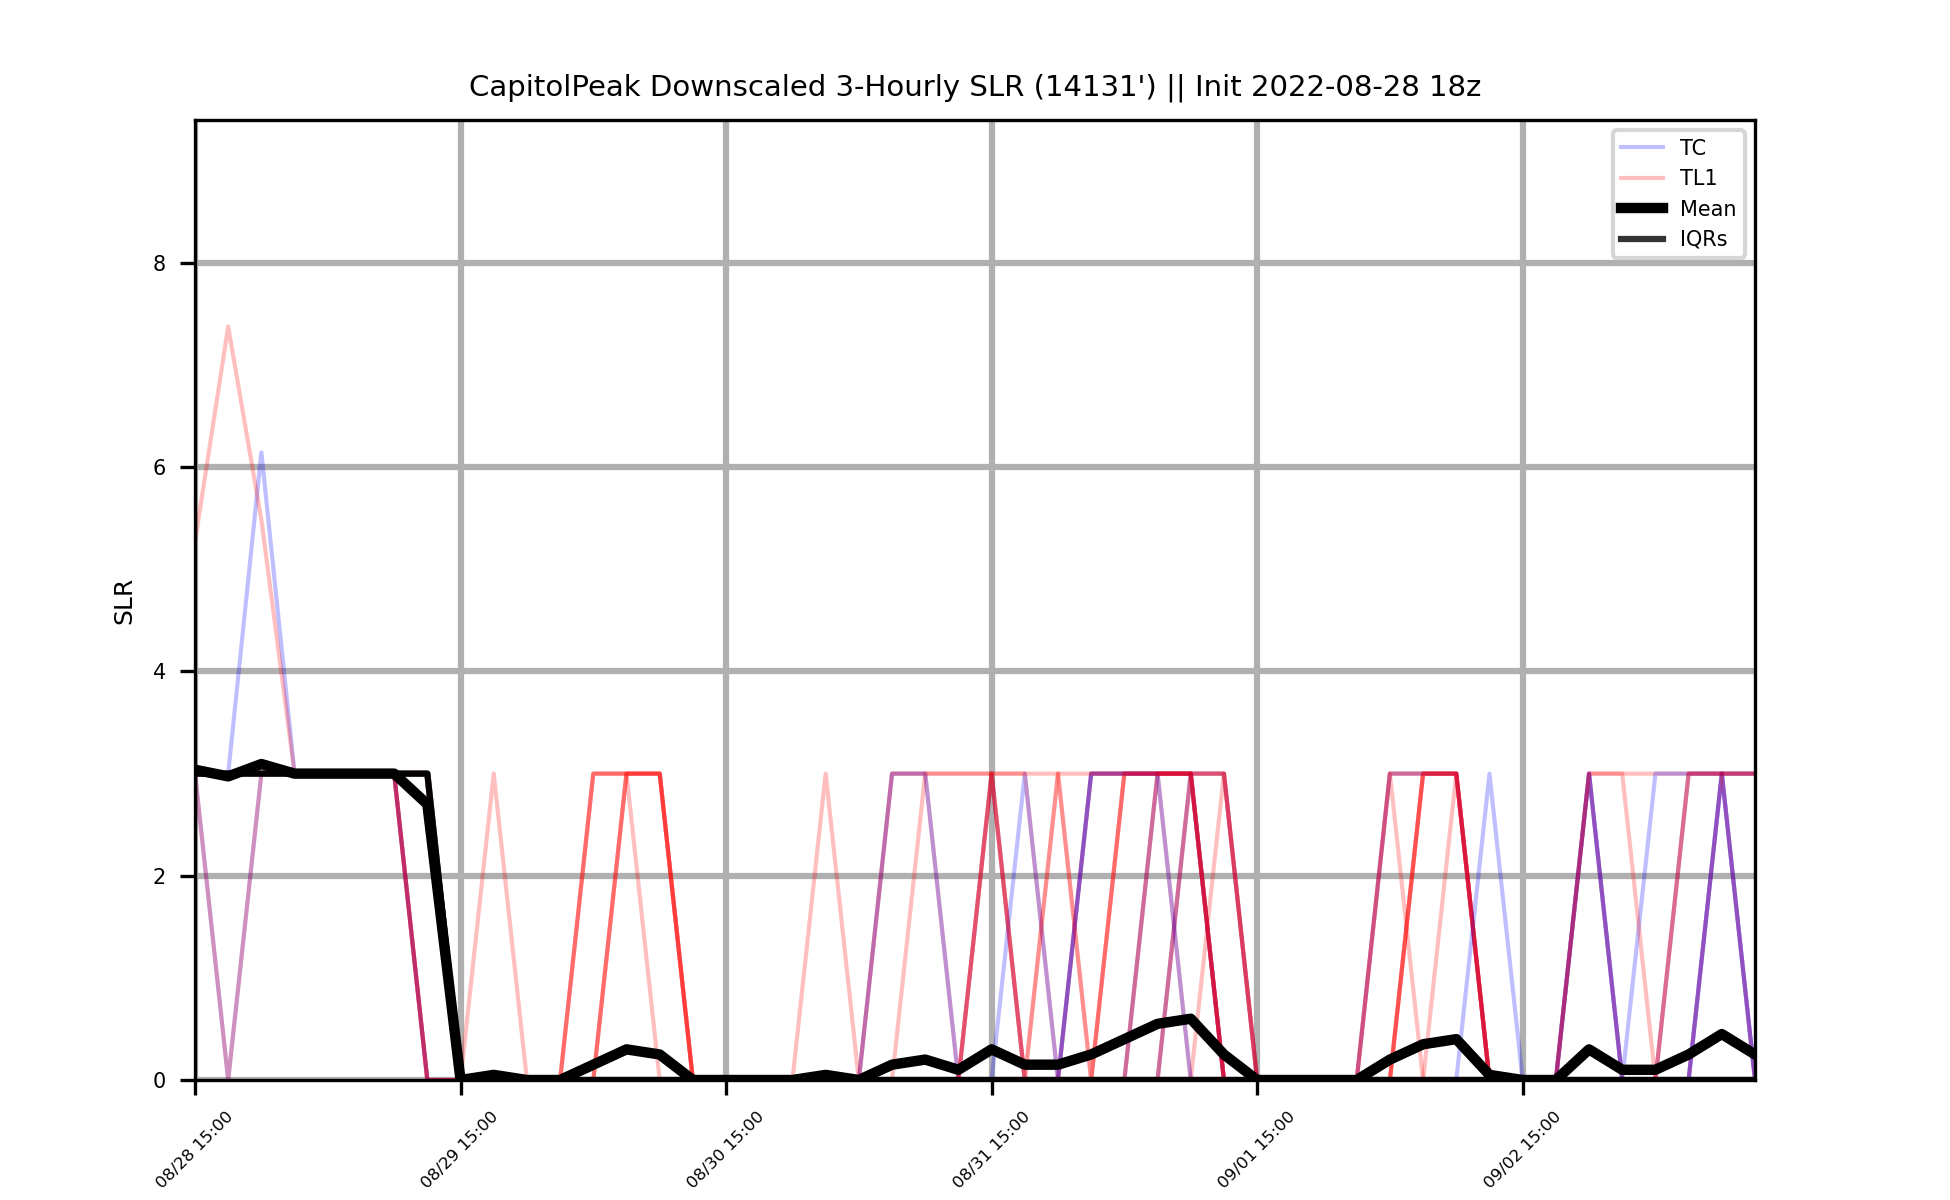 CapitolPeak Downscaled 3-Hourly SLR (14131') || Init 2022-08-28 18z
TC
TL1
Mean
IQRs
SLR
8
6
4
2
0
08/28 15:00
08/29 15:00
08/30 15:00
08/31 15:00
09/01 15:00
09/02 15:00